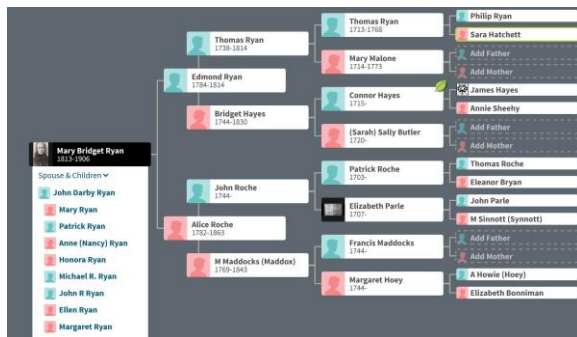 Mary Bridget Ryan
1813-1906
Spouse & Children
John Darby Ryan
Mary Ryan
Patrick Ryan
Anne (Nancy) Ryan
Honora Ryan
Michael R. Ryan
John R Ryan
Ellen Ryan
Margaret Ryan
Edmond Ryan
1784-1814
Alice Roche
1782-1863
Thomas Ryan
1738-1814
Bridget Hayes
1744-1830
John Roche
1744-
M Maddocks (Maddox)
1769-1843
Thomas Ryan
1713-1768
Mary Malone
1714-1773
Connor Hayes
1715-
(Sarah) Sally Butler
1720-
Patrick Roche
1703-
Elizabeth Parle
1707-
Francis Maddocks
1744-
Margaret Hoey
1744-
Philip Ryan
Sara Hatchett
Add Father
Add Mother
James Hayes
Annie Sheehy
Add Father
Add Mother
Thomas Roche
Eleanor Bryan
John Parle
M Sinnott (Synnott)
Add Father
Add Mother
A Howie (Hoey)
Elizabeth Bonniman